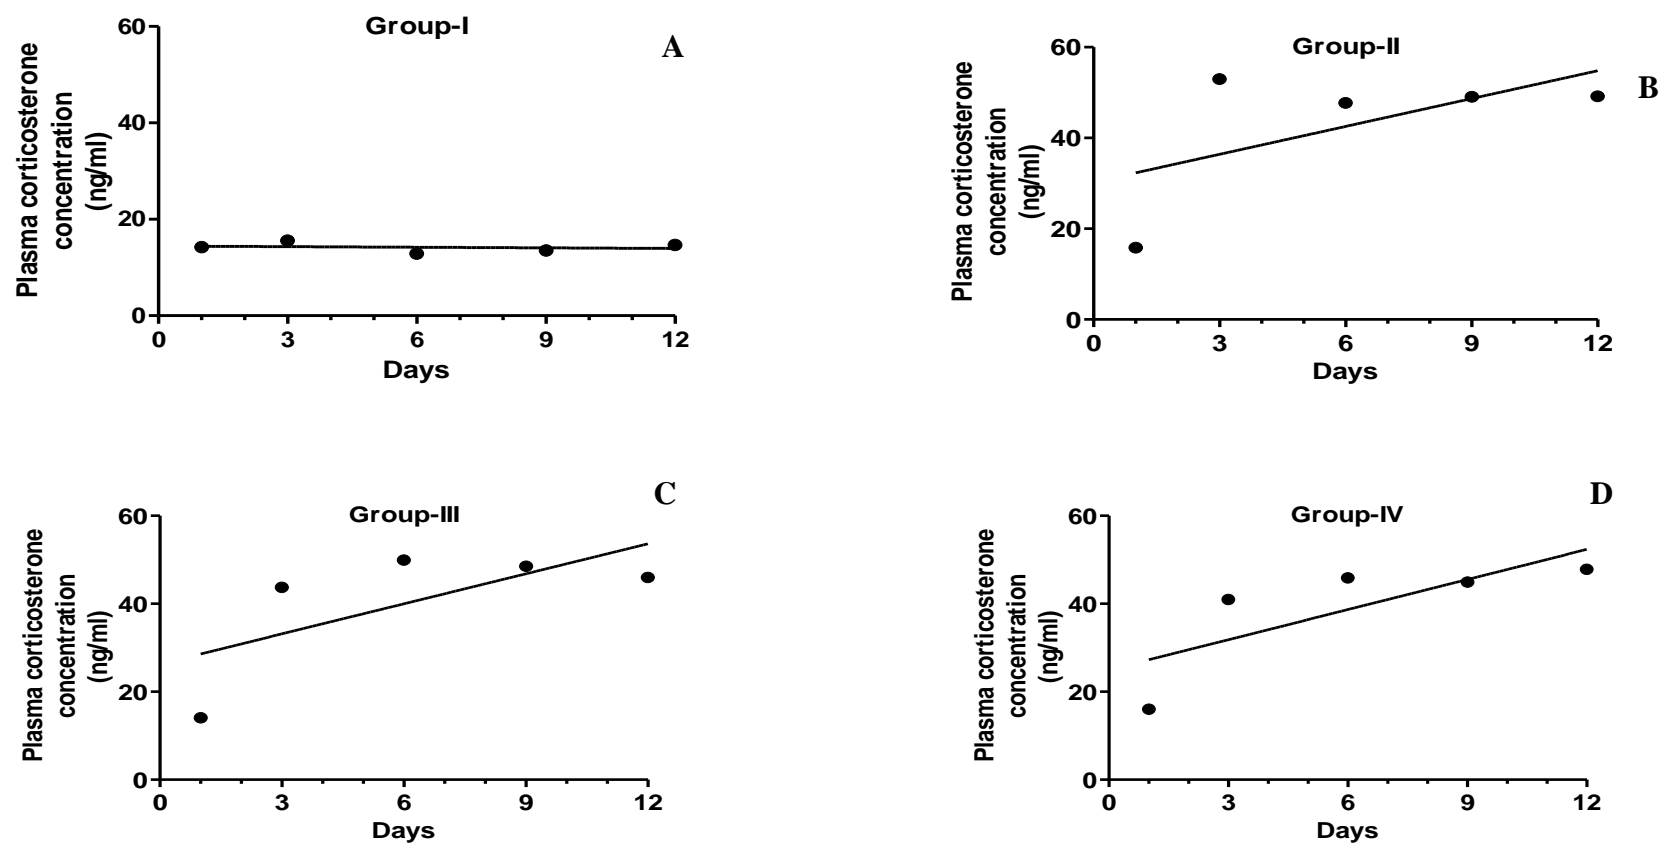 Group-I
A
Plasma corticosterone
concentration
(ng/ml)
60
40
20
0
0 3 6 9 12
Days
Group-II
B
Plasma corticosterone
concentration
(ng/ml)
60
40
20
0
0 3 6 9 12
Days
Group-III
C
Plasma corticosterone
concentration
(ng/ml)
60
40
20
0
0 3 6 9 12
Days
Group-IV
D
Plasma corticosterone
concentration
(ng/ml)
60
40
20
0
0 3 6 9 12
Days